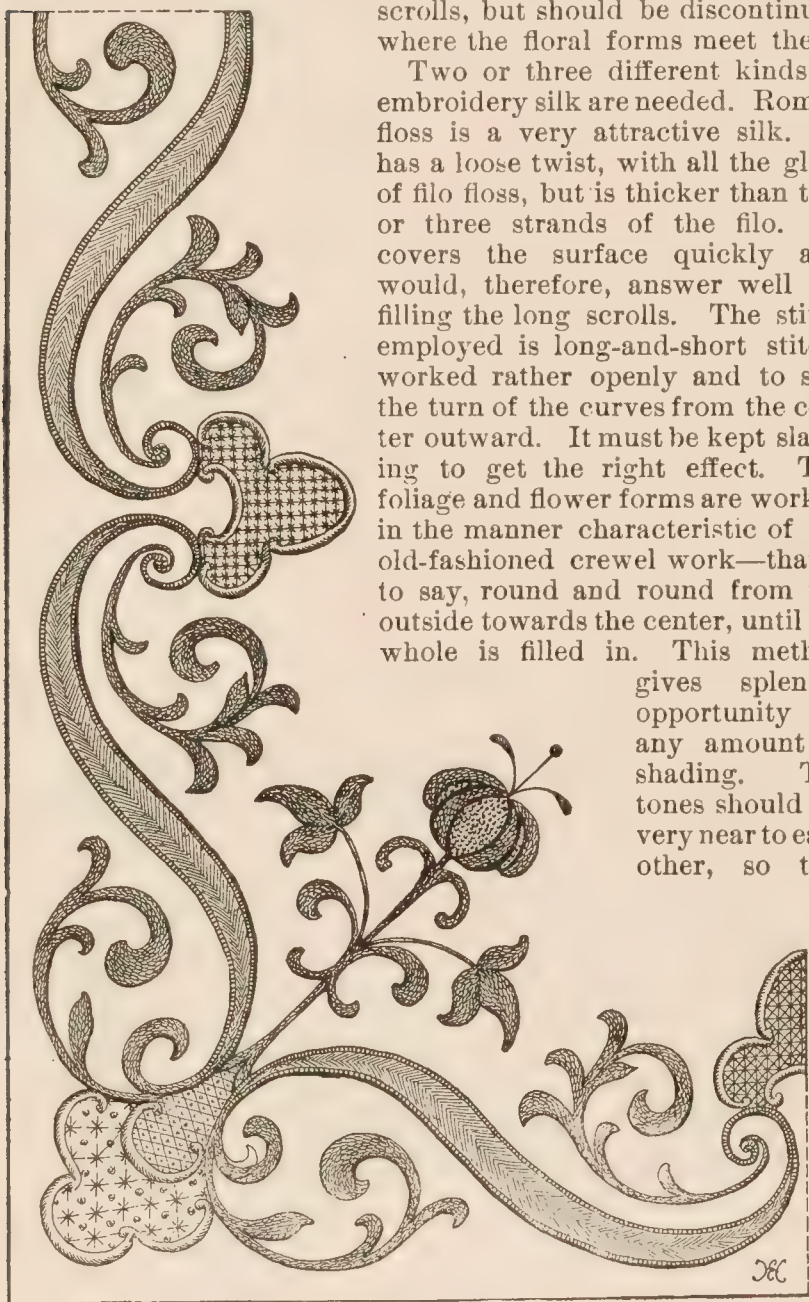 scrolls, but should be discontinu
where the floral forms meet the
Two or three different kinds
embroidery silk are needed. Rom
floss is a very attractive silk.
has a loose twist, with all the gl
of filo floss, but is thicker than t
or three strands of the filo.
covers the surface quickly a
would, therefore, answer well
filling the long scrolls. The sti
employed is long-and-short stit
worked rather openly and to s
the turn of the curves from the c
ter outward. It must be kept sla
ing to get the right effect. T
foliage and flower forms are work
in the manner characteristic of
old-fashioned crewel work—tha
to say, round and round from
outside towards the center, until
whole is filled in. This meth
gives splen
opportunity
any amount
shading. T
tones should
very near to ea
other, so t